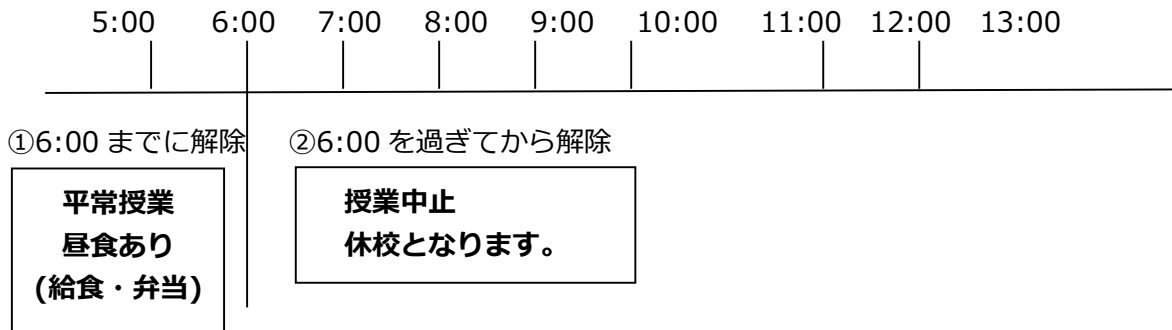 5:00 6:00 7:00 8:00 9:00 10:00 11:00 12:00 13:00
①6:00 までに解除 ②6:00 を過ぎてから解除
平常授業
昼食あり
(給食・弁当)
授業中止
休校となります。